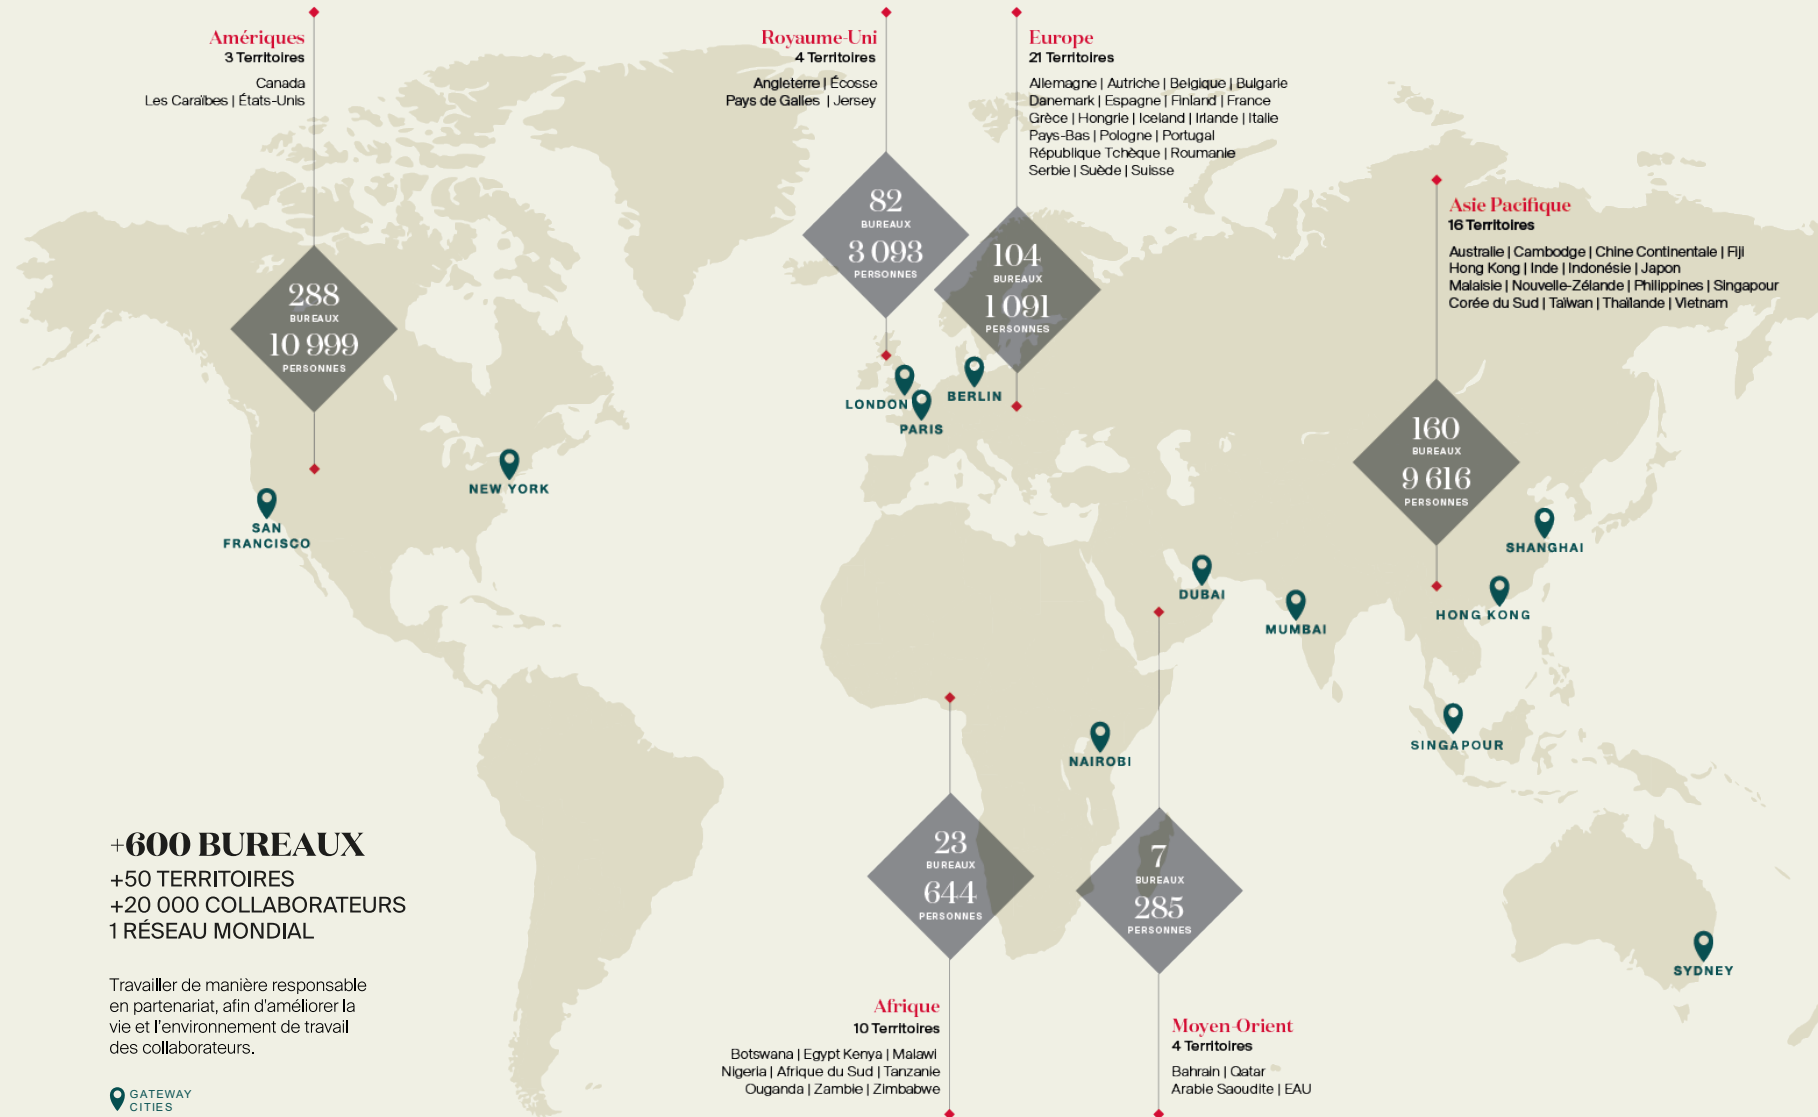 Amériques
3 Territoires
Canada
Les Caraïbes | États-Unis
288
BUREAUX
10 999
PERSONNES
Royaume-Uni
4 Territoires
Angleterre | Écosse
Pays de Galles | Jersey
82
BUREAUX
3 093
PERSONNES
Europe
21 Territoires
Allemagne | Autriche | Belgique | Bulgarie
Danemark | Espagne | Finland | France
Grèce | Hongrie | Iceland | Irlande | Italie
Pays-Bas | Pologne | Portugal
République Tchèque | Roumanie
Serbie | Suède | Suisse
104
BUREAUX
1 091
PERSONNES
Asie Pacifique
16 Territoires
Australie | Cambodge | Chine Continentale | Fiji
Hong Kong | Inde | Indonésie | Japon
Malaisie | Nouvelle-Zélande | Philippines | Singapour
Corée du Sud | Taïwan | Thaïlande | Vietnam
160
BUREAUX
9 616
PERSONNES
LONDON
PARIS
BERLIN
NEW YORK
SAN
FRANCISCO
SHANGHAI
DUBAI
HONG KONG
MUMBAI
SINGAPOUR
NAIROBI
SYDNEY
23
BUREAUX
644
PERSONNES
Afrique
10 Territoires
Botswana | Egypt Kenya | Malawi
Nigeria | Afrique du Sud | Tanzanie
Ouganda | Zambie | Zimbabwe
7
BUREAUX
285
PERSONNES
Moyen-Orient
4 Territoires
Bahrain | Qatar
Arabie Saoudite | EAU
+600 BUREAUX
+50 TERRITOIRES
+20 000 COLLABORATEURS
1 RÉSEAU MONDIAL
Travailler de manière responsable
en partenariat, afin d'améliorer la
vie et l'environnement de travail
des collaborateurs.
GATEWAY
CITIES